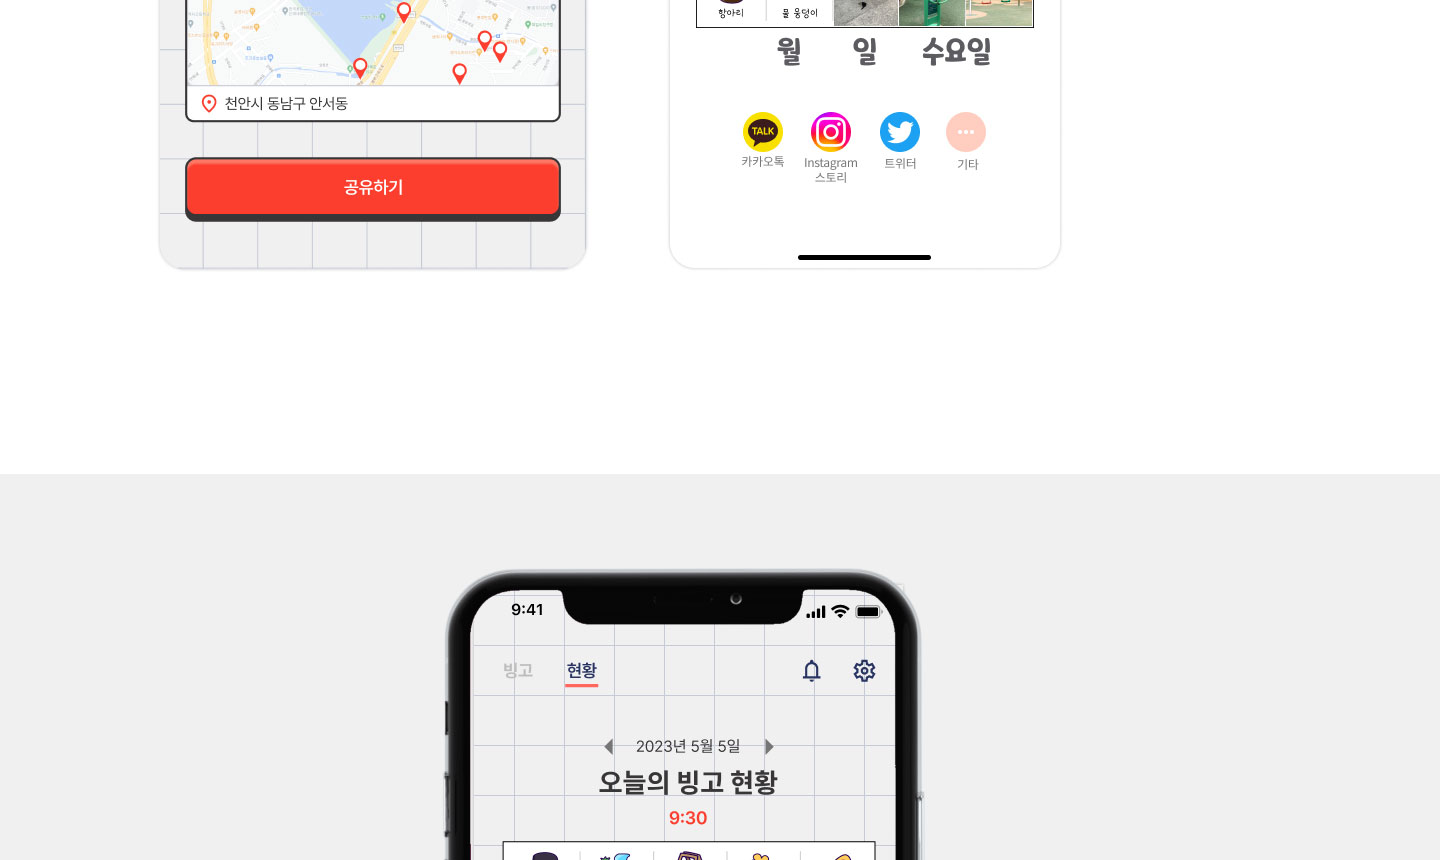 천안시 동남구 안서동
공유하기
항아리
물 웅덩이
월 일 수요일
TALK
카카오톡
Instagram
스토리
트위터
기타
9:41
빙고
현황
2023년 5월 5일
오늘의 빙고 현황
9:30